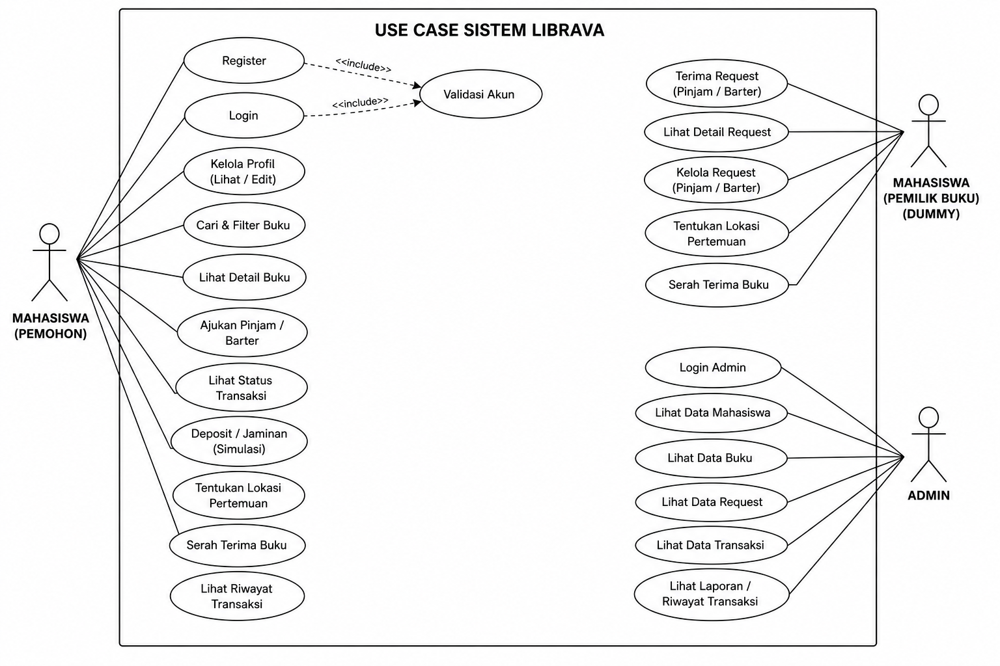 USE CASE SISTEM LIBRAVA
Register
<<include>>
Validasi Akun
Login
<<include>>
Kelola Profil
(Lihat / Edit)
Cari & Filter Buku
Lihat Detail Buku
Ajukan Pinjam /
Barter
Lihat Status
Transaksi
Deposit / Jaminan
(Simulasi)
Tentukan Lokasi
Pertemuan
Serah Terima Buku
Lihat Riwayat
Transaksi
MAHASISWA
(PEMOHON)
Terima Request
(Pinjam / Barter)
Lihat Detail Request
Kelola Request
(Pinjam / Barter)
Tentukan Lokasi
Pertemuan
Serah Terima Buku
MAHASISWA
(PEMILIK BUKU)
(DUMMY)
Login Admin
Lihat Data Mahasiswa
Lihat Data Buku
Lihat Data Request
Lihat Data Transaksi
Lihat Laporan /
Riwayat Transaksi
ADMIN